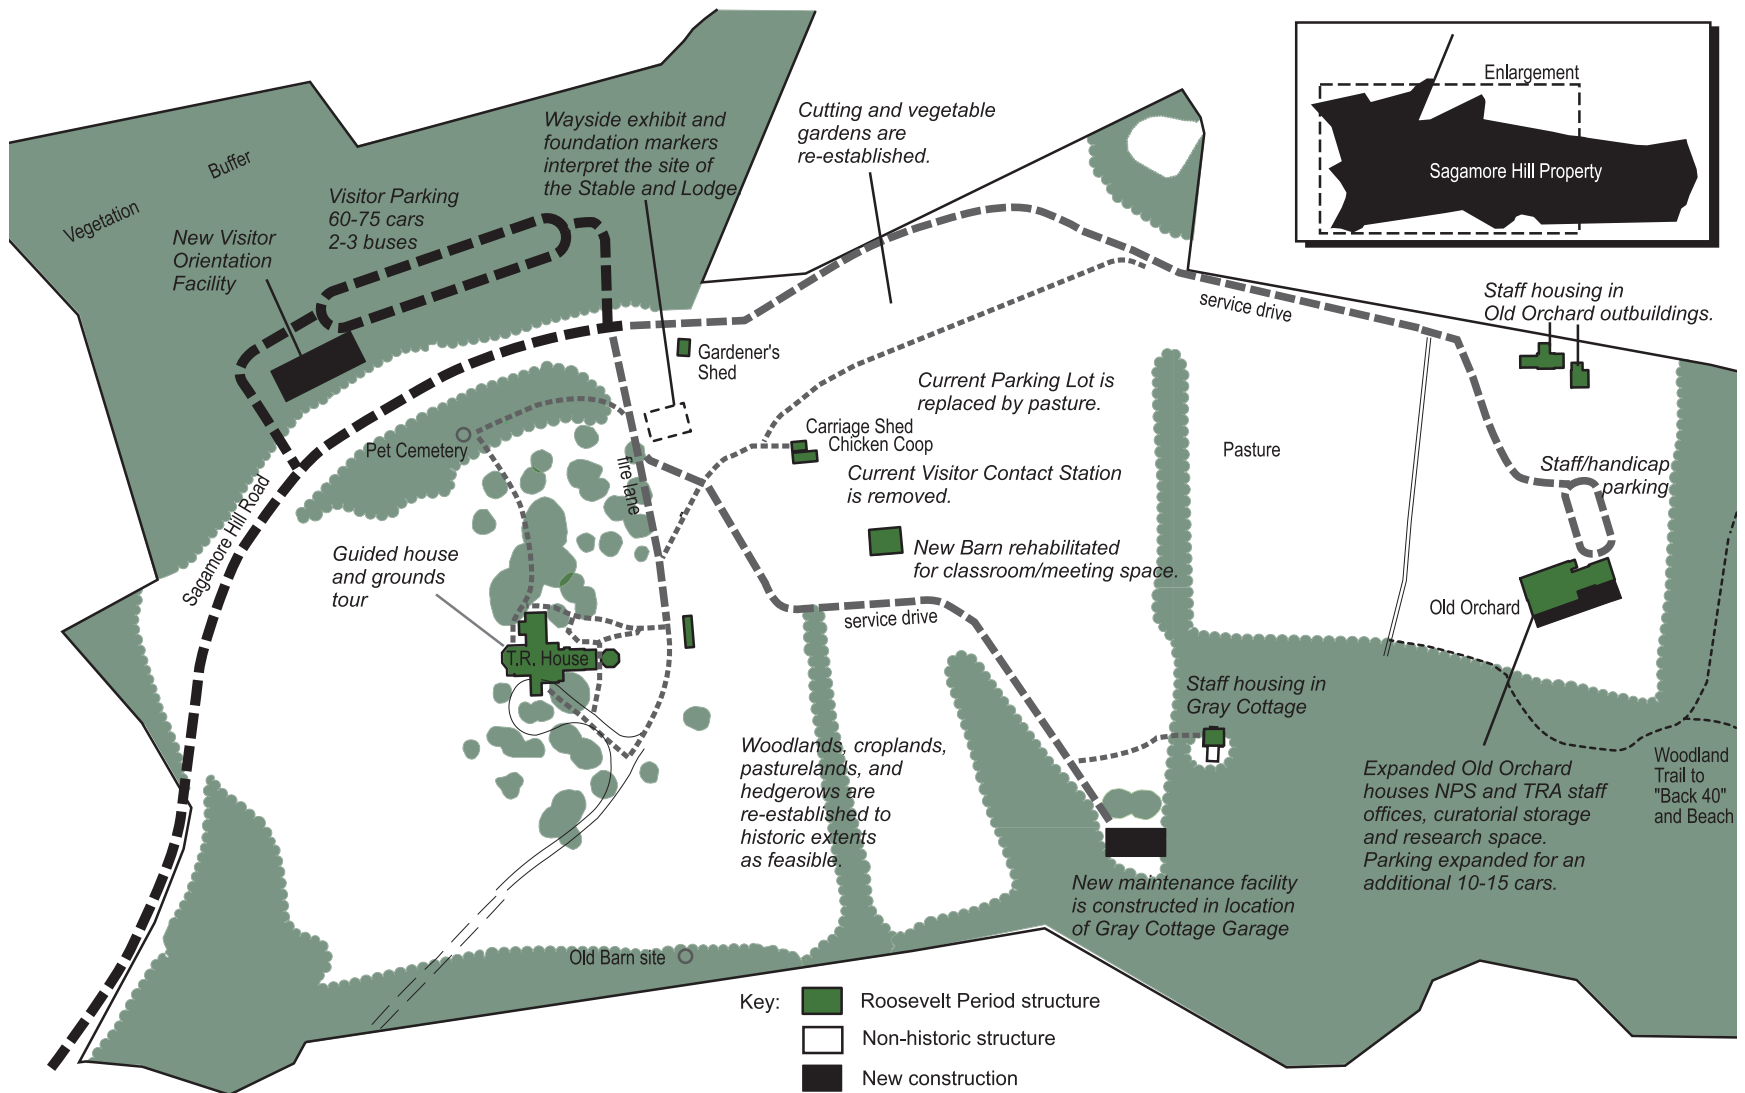 Enlargement
Sagamore Hill Property
Cutting and vegetable
gardens are
re-established.
Wayside exhibit and
foundation markers
interpret the site of
the Stable and Lodge
Buffer
Vegetation
Visitor Parking
60-75 cars
2-3 buses
New Visitor
Orientation
Facility
service drive
Staff housing in
Old Orchard outbuildings.
Gardener's
Shed
Current Parking Lot is
replaced by pasture.
Carriage Shed
Chicken Coop
Pet Cemetery
Pasture
Current Visitor Contact Station
is removed.
Staff/handicap
parking
fire lane
Sagamore Hill Road
Guided house
and grounds
tour
New Barn rehabilitated
for classroom/meeting space.
Old Orchard
service drive
T.R. House
Staff housing in
Gray Cottage
Woodlands, croplands,
pasturelands, and
hedgerows are
re-established to
historic extents
as feasible.
Expanded Old Orchard
houses NPS and TRA staff
offices, curatorial storage
and research space.
Parking expanded for an
additional 10-15 cars.
Woodland
Trail to
"Back 40"
and Beach
New maintenance facility
is constructed in location
of Gray Cottage Garage
Old Barn site
Key:
Roosevelt Period structure
Non-historic structure
New construction